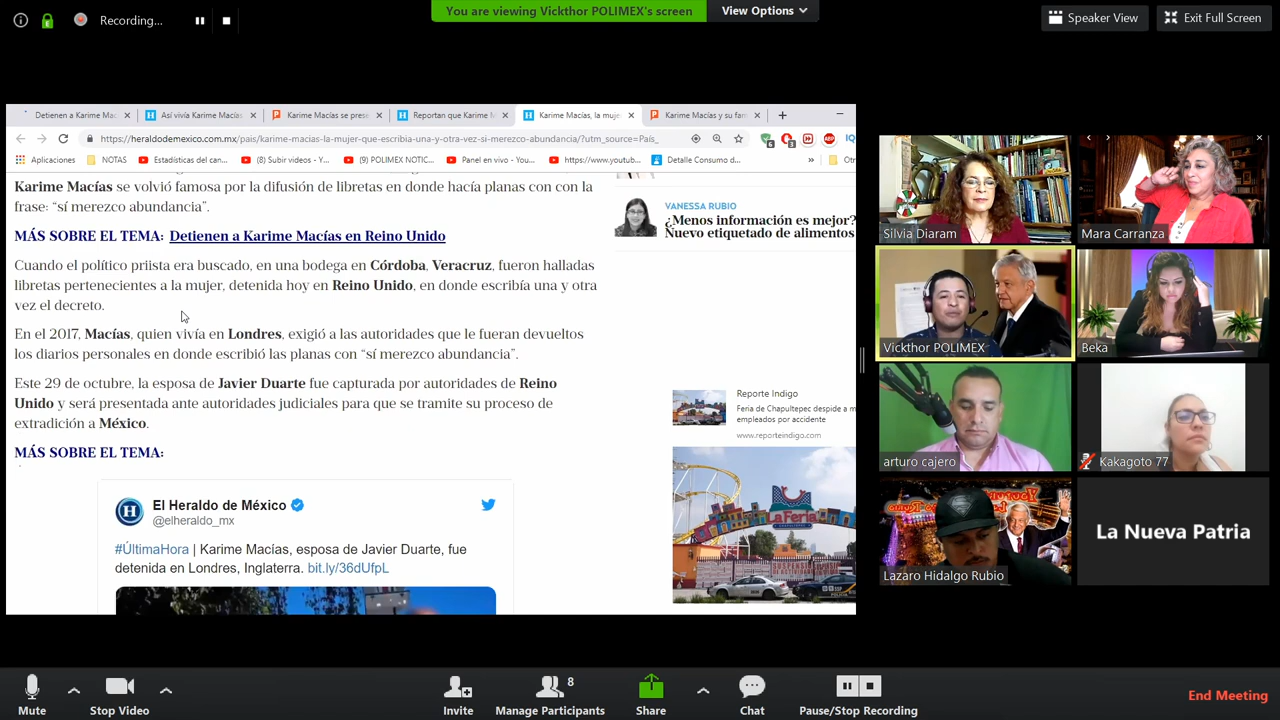 Recording...
You are viewing Vickthor POLIMEX's screen
View Options
Speaker View
Exit Full Screen
Detienen a Karime Mac
Así vivía Karime Macías
Karime Macías se prese
Reportan que Karime M
Karime Macías, la muje
Karime Macías y su fam
https://heraldodemexico.com.mx/pais/karime-macias-la-mujer-que-escribia-una-y-otra-vez-si-merezco-abundancia/?utm_source=Pais_
Aplicaciones
NOTAS
Estadísticas del can...
(8) Subir videos - Y...
(9) POLIMEX NOTIC...
Panel en vivo - You...
https://www.youtub...
Detalle Consumo d...
»
Otr
Karime Macías se volvió famosa por la difusión de libretas en donde hacía planas con con la
frase: “sí merezco abundancia”.
MÁS SOBRE EL TEMA: Detienen a Karime Macías en Reino Unido
Cuando el político priista era buscado, en una bodega en Córdoba, Veracruz, fueron halladas
libretas pertenecientes a la mujer, detenida hoy en Reino Unido, en donde escribía una y otra
vez el decreto.
En el 2017, Macías, quien vivía en Londres, exigió a las autoridades que le fueran devueltos
los diarios personales en donde escribió las planas con “sí merezco abundancia”.
Este 29 de octubre, la esposa de Javier Duarte fue capturada por autoridades de Reino
Unido y será presentada ante autoridades judiciales para que se tramite su proceso de
extradición a México.
MÁS SOBRE EL TEMA:
El Heraldo de México
@elheraldo_mx
#ÚltimaHora | Karime Macías, esposa de Javier Duarte, fue
detenida en Londres, Inglaterra. bit.ly/36dUfpL
VANESSA RUBIO
¿Menos información es mejor?
Nuevo etiquetado de alimentos
Reporte Indigo
Feria de Chapultepec despide a m
empleados por accidente
www.reporteindigo.com
La Feria
Silvia Diaram
Mara Carranza
Vickthor POLIMEX
Beka
arturo cajero
Kakagoto 77
Lazaro Hidalgo Rubio
La Nueva Patria
Mute
Stop Video
Invite
8
Manage Participants
Share
Chat
Pause/Stop Recording
End Meeting